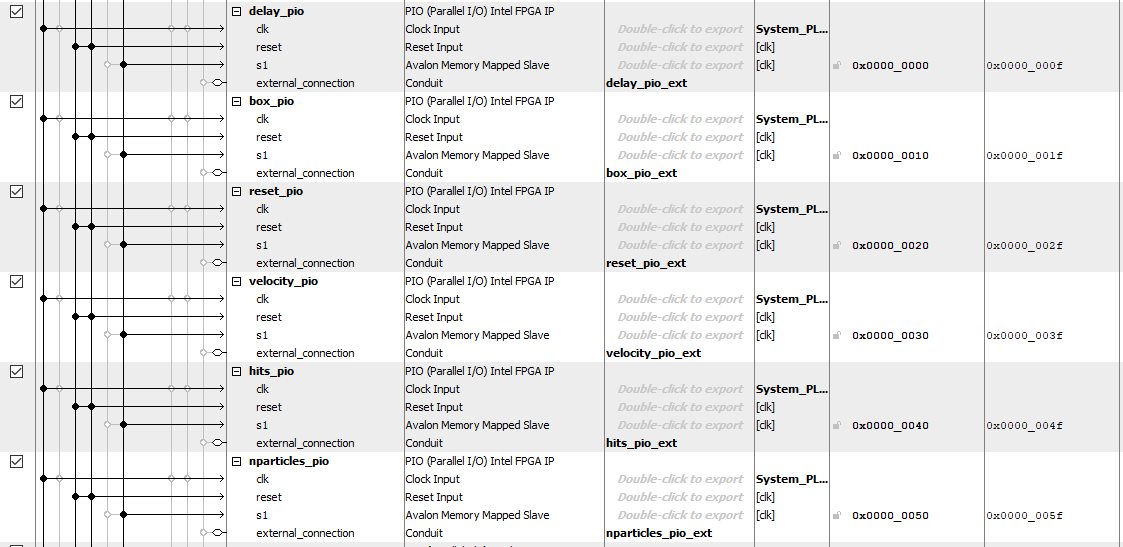 delay_pio PIO (Parallel I/O) Intel FPGA IP
clk Clock Input Double-click to export System_PL...
reset Reset Input Double-click to export [clk]
s1 Avalon Memory Mapped Slave Double-click to export [clk] 0x0000_0000 0x0000_000f
external_connection Conduit delay_pio_ext
box_pio PIO (Parallel I/O) Intel FPGA IP
clk Clock Input Double-click to export System_PL...
reset Reset Input Double-click to export [clk]
s1 Avalon Memory Mapped Slave Double-click to export [clk] 0x0000_0010 0x0000_001f
external_connection Conduit box_pio_ext
reset_pio PIO (Parallel I/O) Intel FPGA IP
clk Clock Input Double-click to export System_PL...
reset Reset Input Double-click to export [clk]
s1 Avalon Memory Mapped Slave Double-click to export [clk] 0x0000_0020 0x0000_002f
external_connection Conduit reset_pio_ext
velocity_pio PIO (Parallel I/O) Intel FPGA IP
clk Clock Input Double-click to export System_PL...
reset Reset Input Double-click to export [clk]
s1 Avalon Memory Mapped Slave Double-click to export [clk] 0x0000_0030 0x0000_003f
external_connection Conduit velocity_pio_ext
hits_pio PIO (Parallel I/O) Intel FPGA IP
clk Clock Input Double-click to export System_PL...
reset Reset Input Double-click to export [clk]
s1 Avalon Memory Mapped Slave Double-click to export [clk] 0x0000_0040 0x0000_004f
external_connection Conduit hits_pio_ext
nparticles_pio PIO (Parallel I/O) Intel FPGA IP
clk Clock Input Double-click to export System_PL...
reset Reset Input Double-click to export [clk]
s1 Avalon Memory Mapped Slave Double-click to export [clk] 0x0000_0050 0x0000_005f
external_connection Conduit nparticles_pio_ext